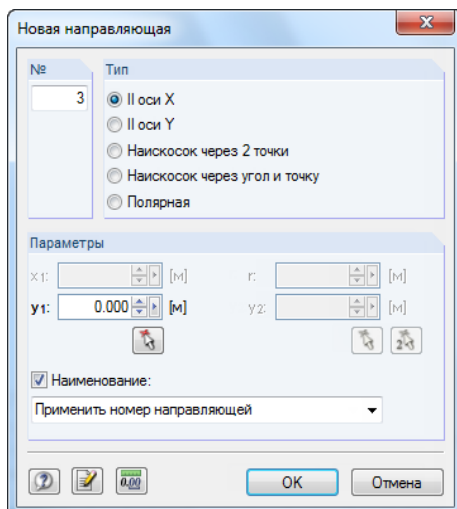 Новая направляющая
№ Тип
3
II оси X
II оси Y
Наискосок через 2 точки
Наискосок через угол и точку
Полярная
Параметры
x1: [м] r: [м]
y1: 0.000 [м] y2: [м]
2
Наименование:
Применить номер направляющей
0.00 OK Отмена